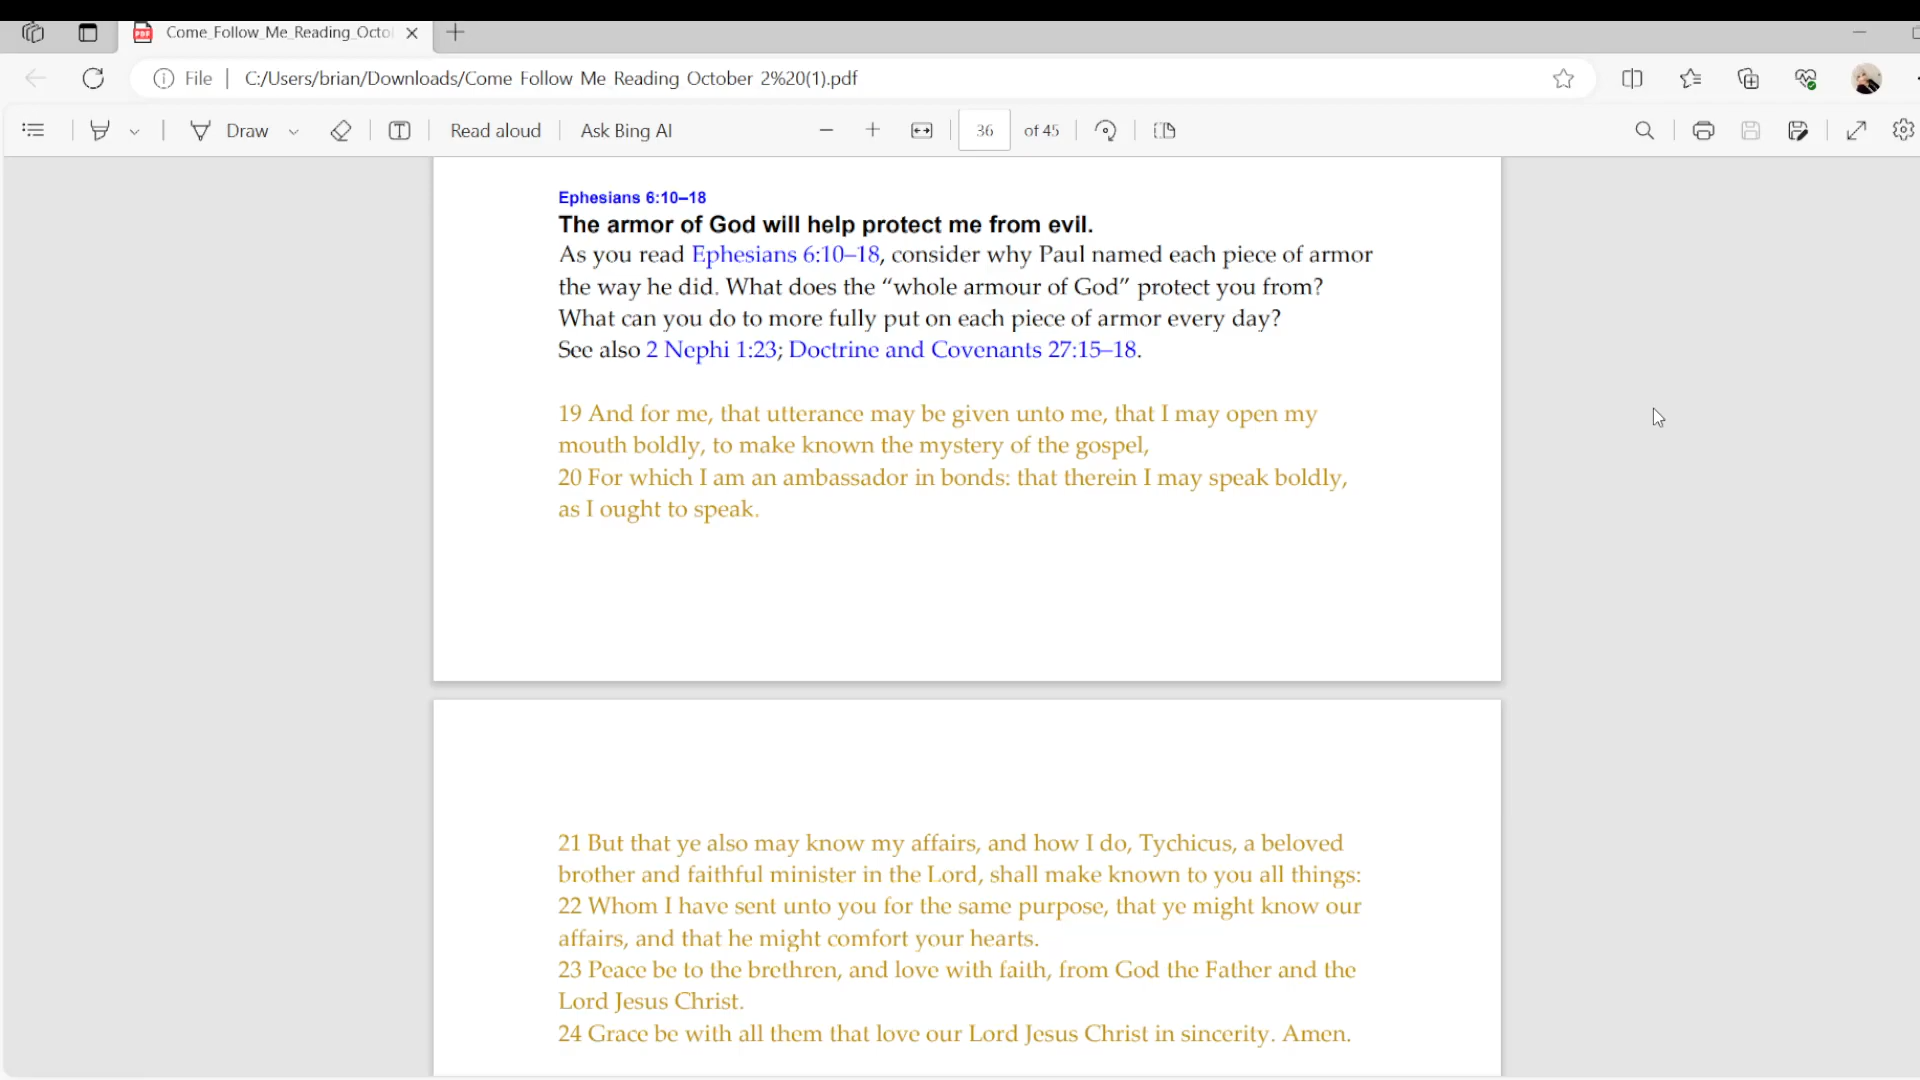 Come_Follow_Me_Reading_Octo
File
C:/Users/brian/Downloads/Come Follow Me Reading October 2%20(1).pdf
Draw
Read aloud
Ask Bing AI
36
of 45
Ephesians 6:10–18
The armor of God will help protect me from evil.
As you read Ephesians 6:10–18, consider why Paul named each piece of armor
the way he did. What does the “whole armour of God” protect you from?
What can you do to more fully put on each piece of armor every day?
See also 2 Nephi 1:23; Doctrine and Covenants 27:15–18.
19 And for me, that utterance may be given unto me, that I may open my
mouth boldly, to make known the mystery of the gospel,
20 For which I am an ambassador in bonds: that therein I may speak boldly,
as I ought to speak.
21 But that ye also may know my affairs, and how I do, Tychicus, a beloved
brother and faithful minister in the Lord, shall make known to you all things:
22 Whom I have sent unto you for the same purpose, that ye might know our
affairs, and that he might comfort your hearts.
23 Peace be to the brethren, and love with faith, from God the Father and the
Lord Jesus Christ.
24 Grace be with all them that love our Lord Jesus Christ in sincerity. Amen.